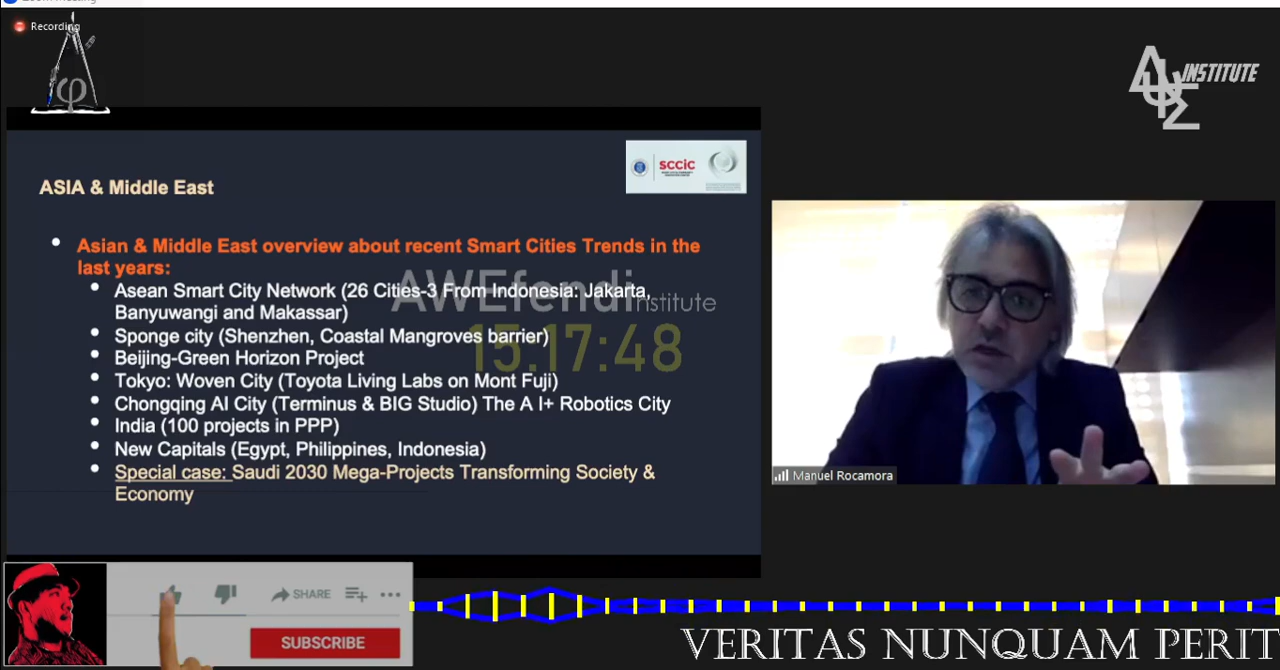 Zoom Meeting
Recording
φ
INSTITUTE
SCCiC
ASIA & Middle East
Asian & Middle East overview about recent Smart Cities Trends in the
last years:
Asean Smart City Network (26 Cities-3 From Indonesia: Jakarta,
Banyuwangi and Makassar)
Sponge city (Shenzhen, Coastal Mangroves barrier)
Beijing-Green Horizon Project
Tokyo: Woven City (Toyota Living Labs on Mont Fuji)
Chongqing AI City (Terminus & BIG Studio) The A I+ Robotics City
India (100 projects in PPP)
New Capitals (Egypt, Philippines, Indonesia)
Special case: Saudi 2030 Mega-Projects Transforming Society &
Economy
AWEfendi Institute
15.17:48
Manuel Rocamora
SHARE
SUBSCRIBE
VERITAS NUNQUAM PERIT